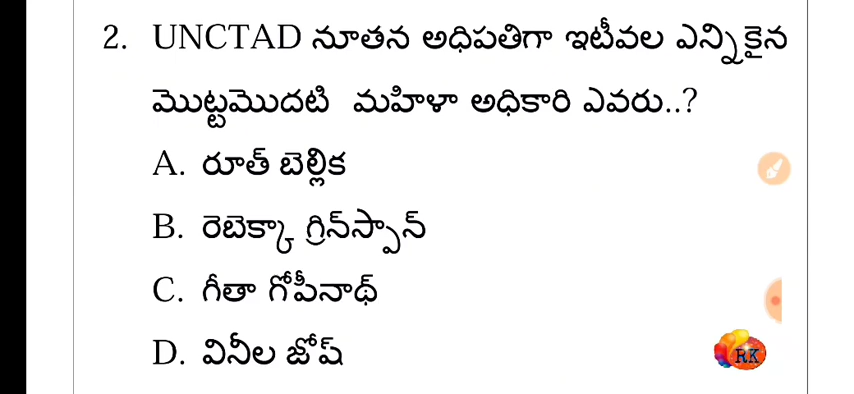 2. UNCTAD నూతన అధిపతిగా ఇటీవల ఎన్నికైన
మొట్టమొదటి మహిళా అధికారి ఎవరు..?
A. రూత్ బెల్లిక
B. రెబెక్కా గ్రిన్‌స్పాన్
C. గీతా గోపీనాథ్
D. వినీల జోష్
RK